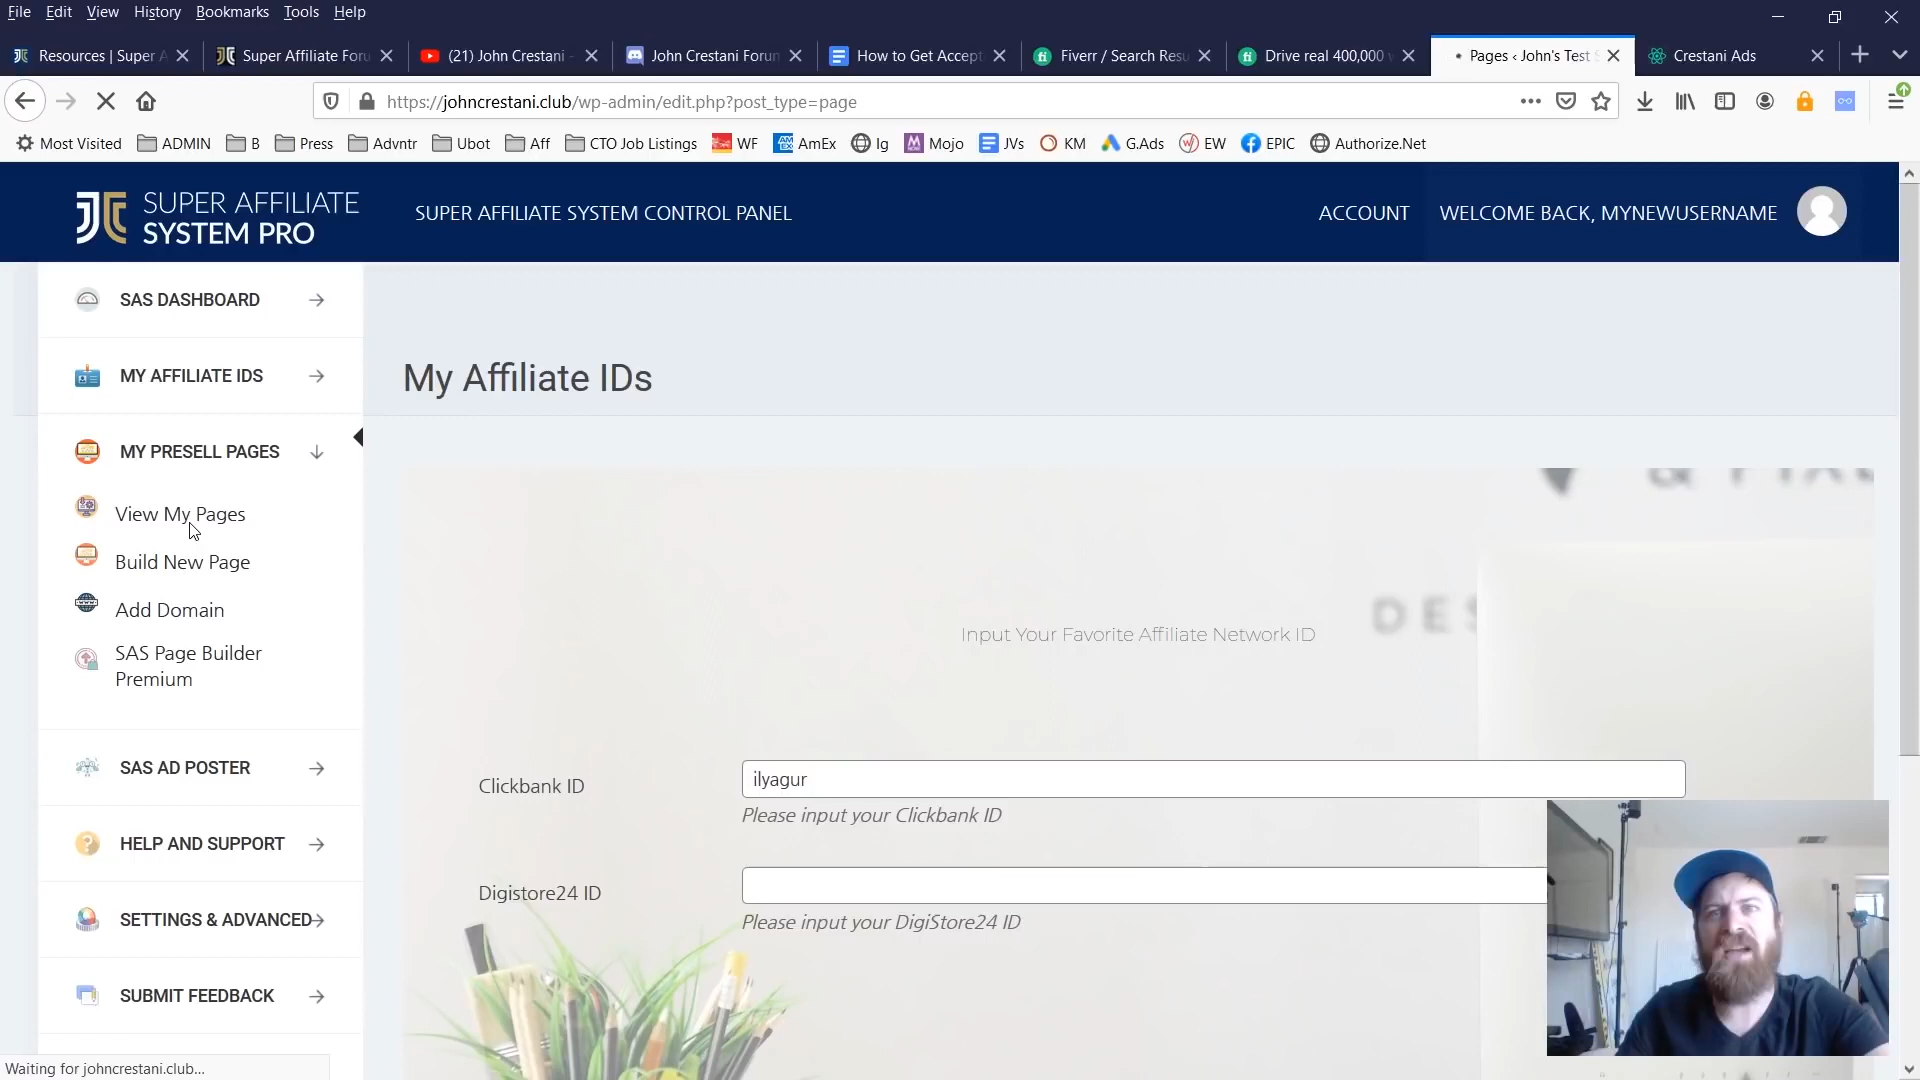 File Edit View History Bookmarks Tools Help
Resources | Super A
Super Affiliate Foru
(21) John Crestani -
John Crestani Forun
How to Get Accept
Fiverr / Search Resu
Drive real 400,000
Pages ‹ John's Test S
Crestani Ads
https://johncrestani.club/wp-admin/edit.php?post_type=page
Most Visited ADMIN B Press Advntr Ubot Aff CTO Job Listings WF AmEx Ig Mojo JVs KM G.Ads EW EPIC Authorize.Net
SUPER AFFILIATE
SYSTEM PRO
SUPER AFFILIATE SYSTEM CONTROL PANEL
ACCOUNT
WELCOME BACK, MYNEWUSERNAME
SAS DASHBOARD
MY AFFILIATE IDS
My Affiliate IDs
MY PRESELL PAGES
View My Pages
Build New Page
Add Domain
SAS Page Builder
Premium
SAS AD POSTER
HELP AND SUPPORT
SETTINGS & ADVANCED
SUBMIT FEEDBACK
DES
Input Your Favorite Affiliate Network ID
Clickbank ID
ilyagur
Please input your Clickbank ID
Digistore24 ID
Please input your DigiStore24 ID
Waiting for johncrestani.club...